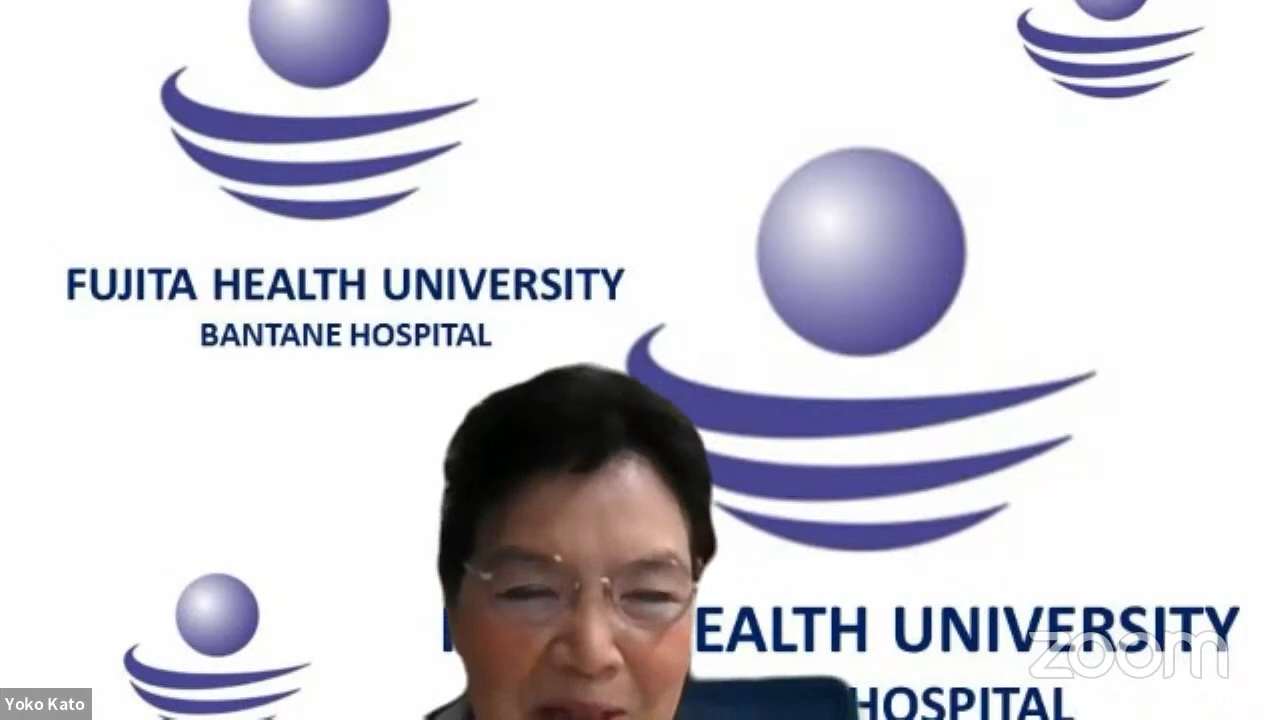 FUJITA HEALTH UNIVERSITY
BANTANE HOSPITAL
EALTH UNIVERSITY
HOSPITAL
zoom
Yoko Kato